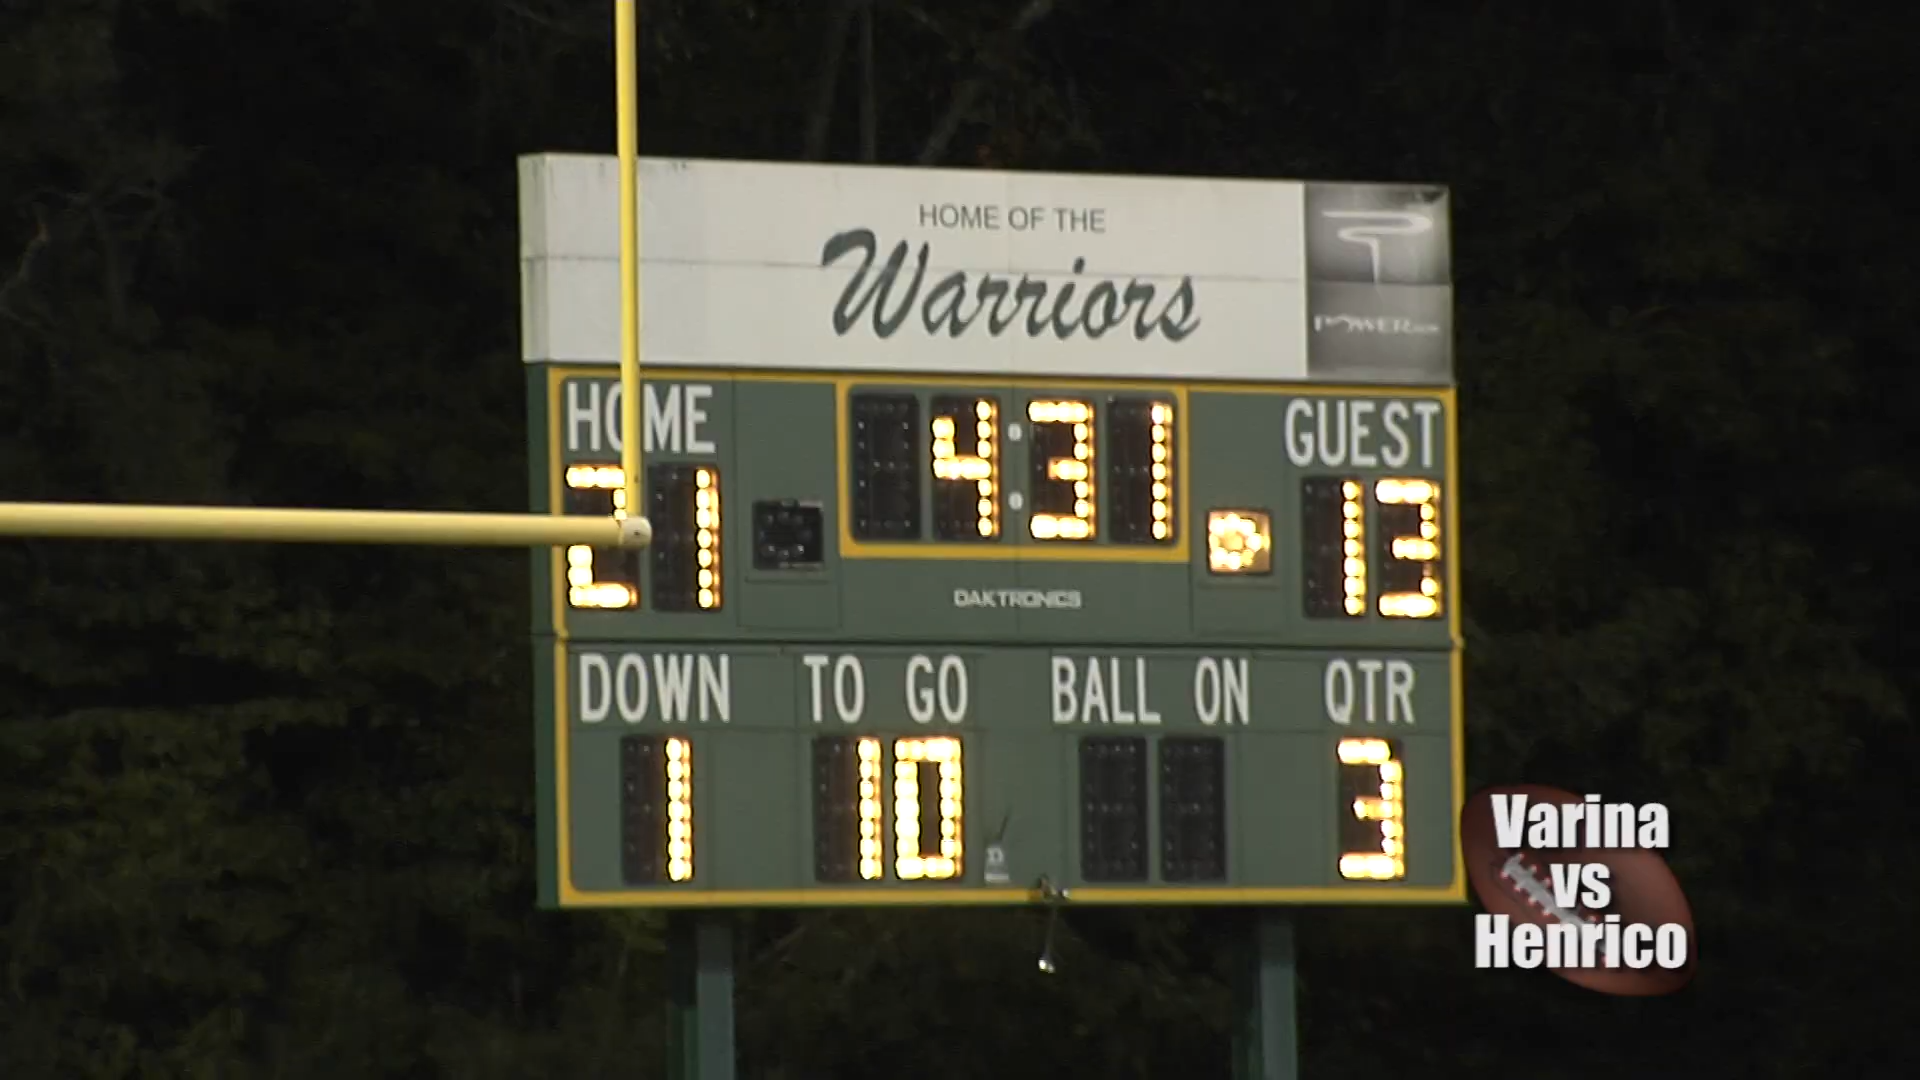 HOME OF THE
Warriors
POWER
HOME
4:31
GUEST
21
13
DAKTRONICS
DOWN
TO GO
BALL ON
QTR
1
10
3
Varina
vs
Henrico